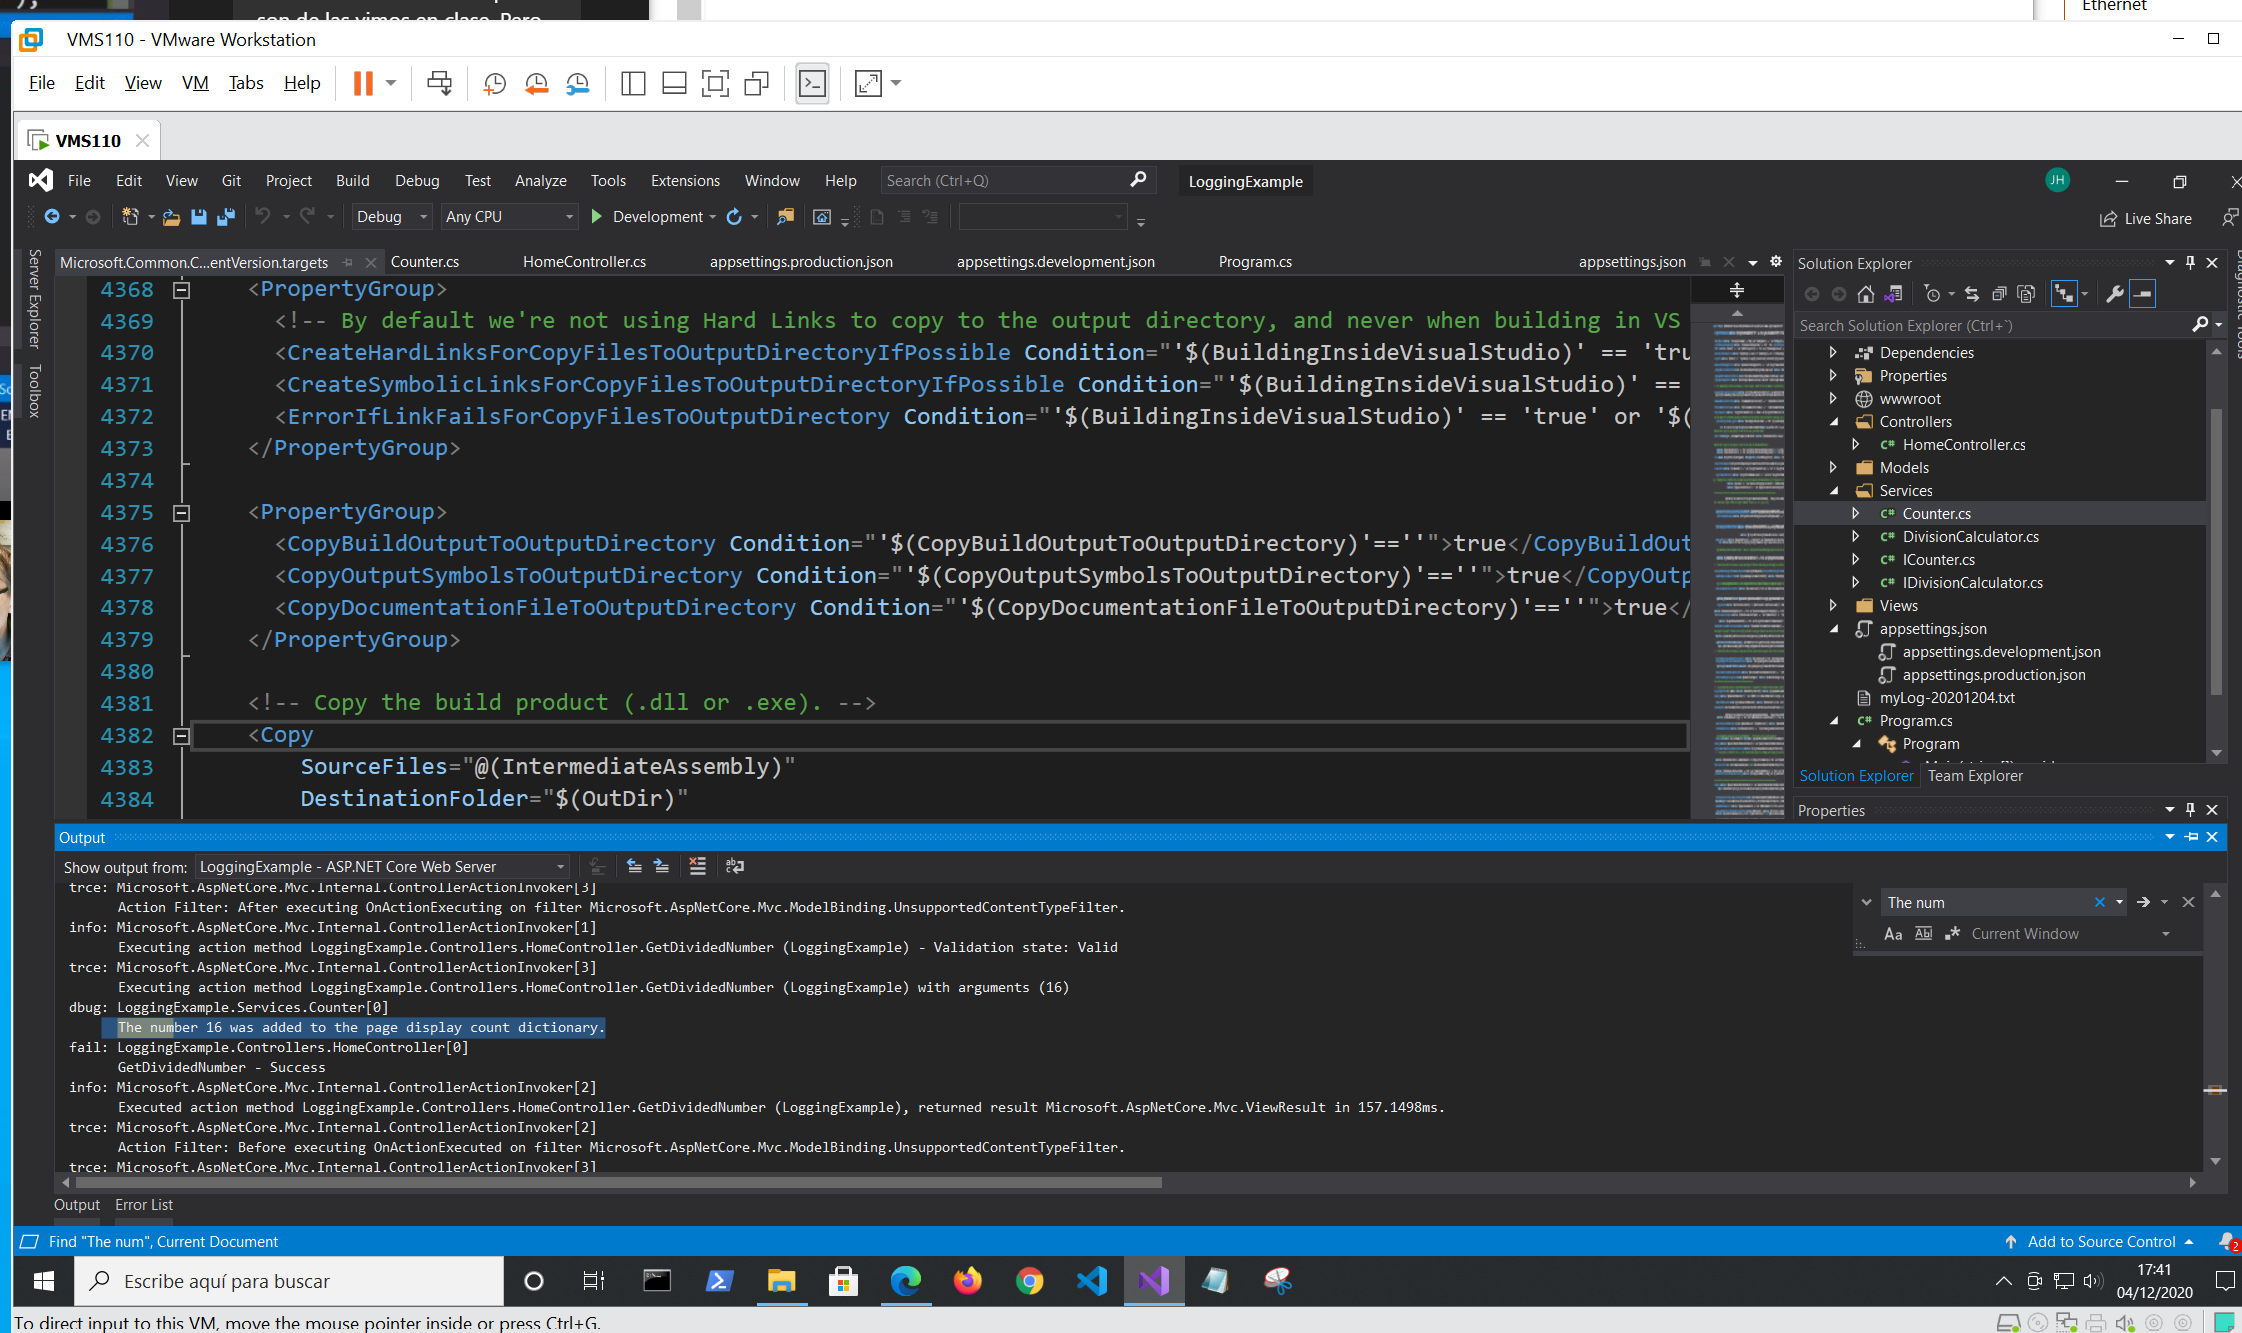 son de las vimos en clase. Pero
Ethernet
VMS110 - VMware Workstation
File Edit View VM Tabs Help
VMS110
File Edit View Git Project Build Debug Test Analyze Tools Extensions Window Help Search (Ctrl+Q) LoggingExample JH
Debug Any CPU Development Live Share
Server Explorer
Toolbox
Microsoft.Common.C...entVersion.targets Counter.cs HomeController.cs appsettings.production.json appsettings.development.json Program.cs appsettings.json
4368 <PropertyGroup>
4369 <!-- By default we're not using Hard Links to copy to the output directory, and never when building in VS
4370 <CreateHardLinksForCopyFilesToOutputDirectoryIfPossible Condition="'$(BuildingInsideVisualStudio)' == 'tru
4371 <CreateSymbolicLinksForCopyFilesToOutputDirectoryIfPossible Condition="'$(BuildingInsideVisualStudio)' ==
4372 <ErrorIfLinkFailsForCopyFilesToOutputDirectory Condition="'$(BuildingInsideVisualStudio)' == 'true' or '$(
4373 </PropertyGroup>
4374
4375 <PropertyGroup>
4376 <CopyBuildOutputToOutputDirectory Condition="'$(CopyBuildOutputToOutputDirectory)'==''">true</CopyBuildOut
4377 <CopyOutputSymbolsToOutputDirectory Condition="'$(CopyOutputSymbolsToOutputDirectory)'==''">true</CopyOutp
4378 <CopyDocumentationFileToOutputDirectory Condition="'$(CopyDocumentationFileToOutputDirectory)'==''">true</
4379 </PropertyGroup>
4380
4381 <!-- Copy the build product (.dll or .exe). -->
4382 <Copy
4383 SourceFiles="@(IntermediateAssembly)"
4384 DestinationFolder="$(OutDir)"
Solution Explorer
Search Solution Explorer (Ctrl+`)
Dependencies
Properties
wwwroot
Controllers
C# HomeController.cs
Models
Services
C# Counter.cs
C# DivisionCalculator.cs
C# ICounter.cs
C# IDivisionCalculator.cs
Views
appsettings.json
appsettings.development.json
appsettings.production.json
myLog-20201204.txt
C# Program.cs
Program
Solution Explorer Team Explorer
Properties
Diagnostic Tools
Output
Show output from: LoggingExample - ASP.NET Core Web Server
trce: Microsoft.AspNetCore.Mvc.Internal.ControllerActionInvoker[3]
Action Filter: After executing OnActionExecuting on filter Microsoft.AspNetCore.Mvc.ModelBinding.UnsupportedContentTypeFilter.
info: Microsoft.AspNetCore.Mvc.Internal.ControllerActionInvoker[1]
Executing action method LoggingExample.Controllers.HomeController.GetDividedNumber (LoggingExample) - Validation state: Valid
trce: Microsoft.AspNetCore.Mvc.Internal.ControllerActionInvoker[3]
Executing action method LoggingExample.Controllers.HomeController.GetDividedNumber (LoggingExample) with arguments (16)
dbug: LoggingExample.Services.Counter[0]
The number 16 was added to the page display count dictionary.
fail: LoggingExample.Controllers.HomeController[0]
GetDividedNumber - Success
info: Microsoft.AspNetCore.Mvc.Internal.ControllerActionInvoker[2]
Executed action method LoggingExample.Controllers.HomeController.GetDividedNumber (LoggingExample), returned result Microsoft.AspNetCore.Mvc.ViewResult in 157.1498ms.
trce: Microsoft.AspNetCore.Mvc.Internal.ControllerActionInvoker[2]
Action Filter: Before executing OnActionExecuted on filter Microsoft.AspNetCore.Mvc.ModelBinding.UnsupportedContentTypeFilter.
trce: Microsoft.AspNetCore.Mvc.Internal.ControllerActionInvoker[3]
The num
Aa Abl .* Current Window
Output Error List
Find "The num", Current Document Add to Source Control 2
Escribe aquí para buscar
17:41
04/12/2020
To direct input to this VM, move the mouse pointer inside or press Ctrl+G.